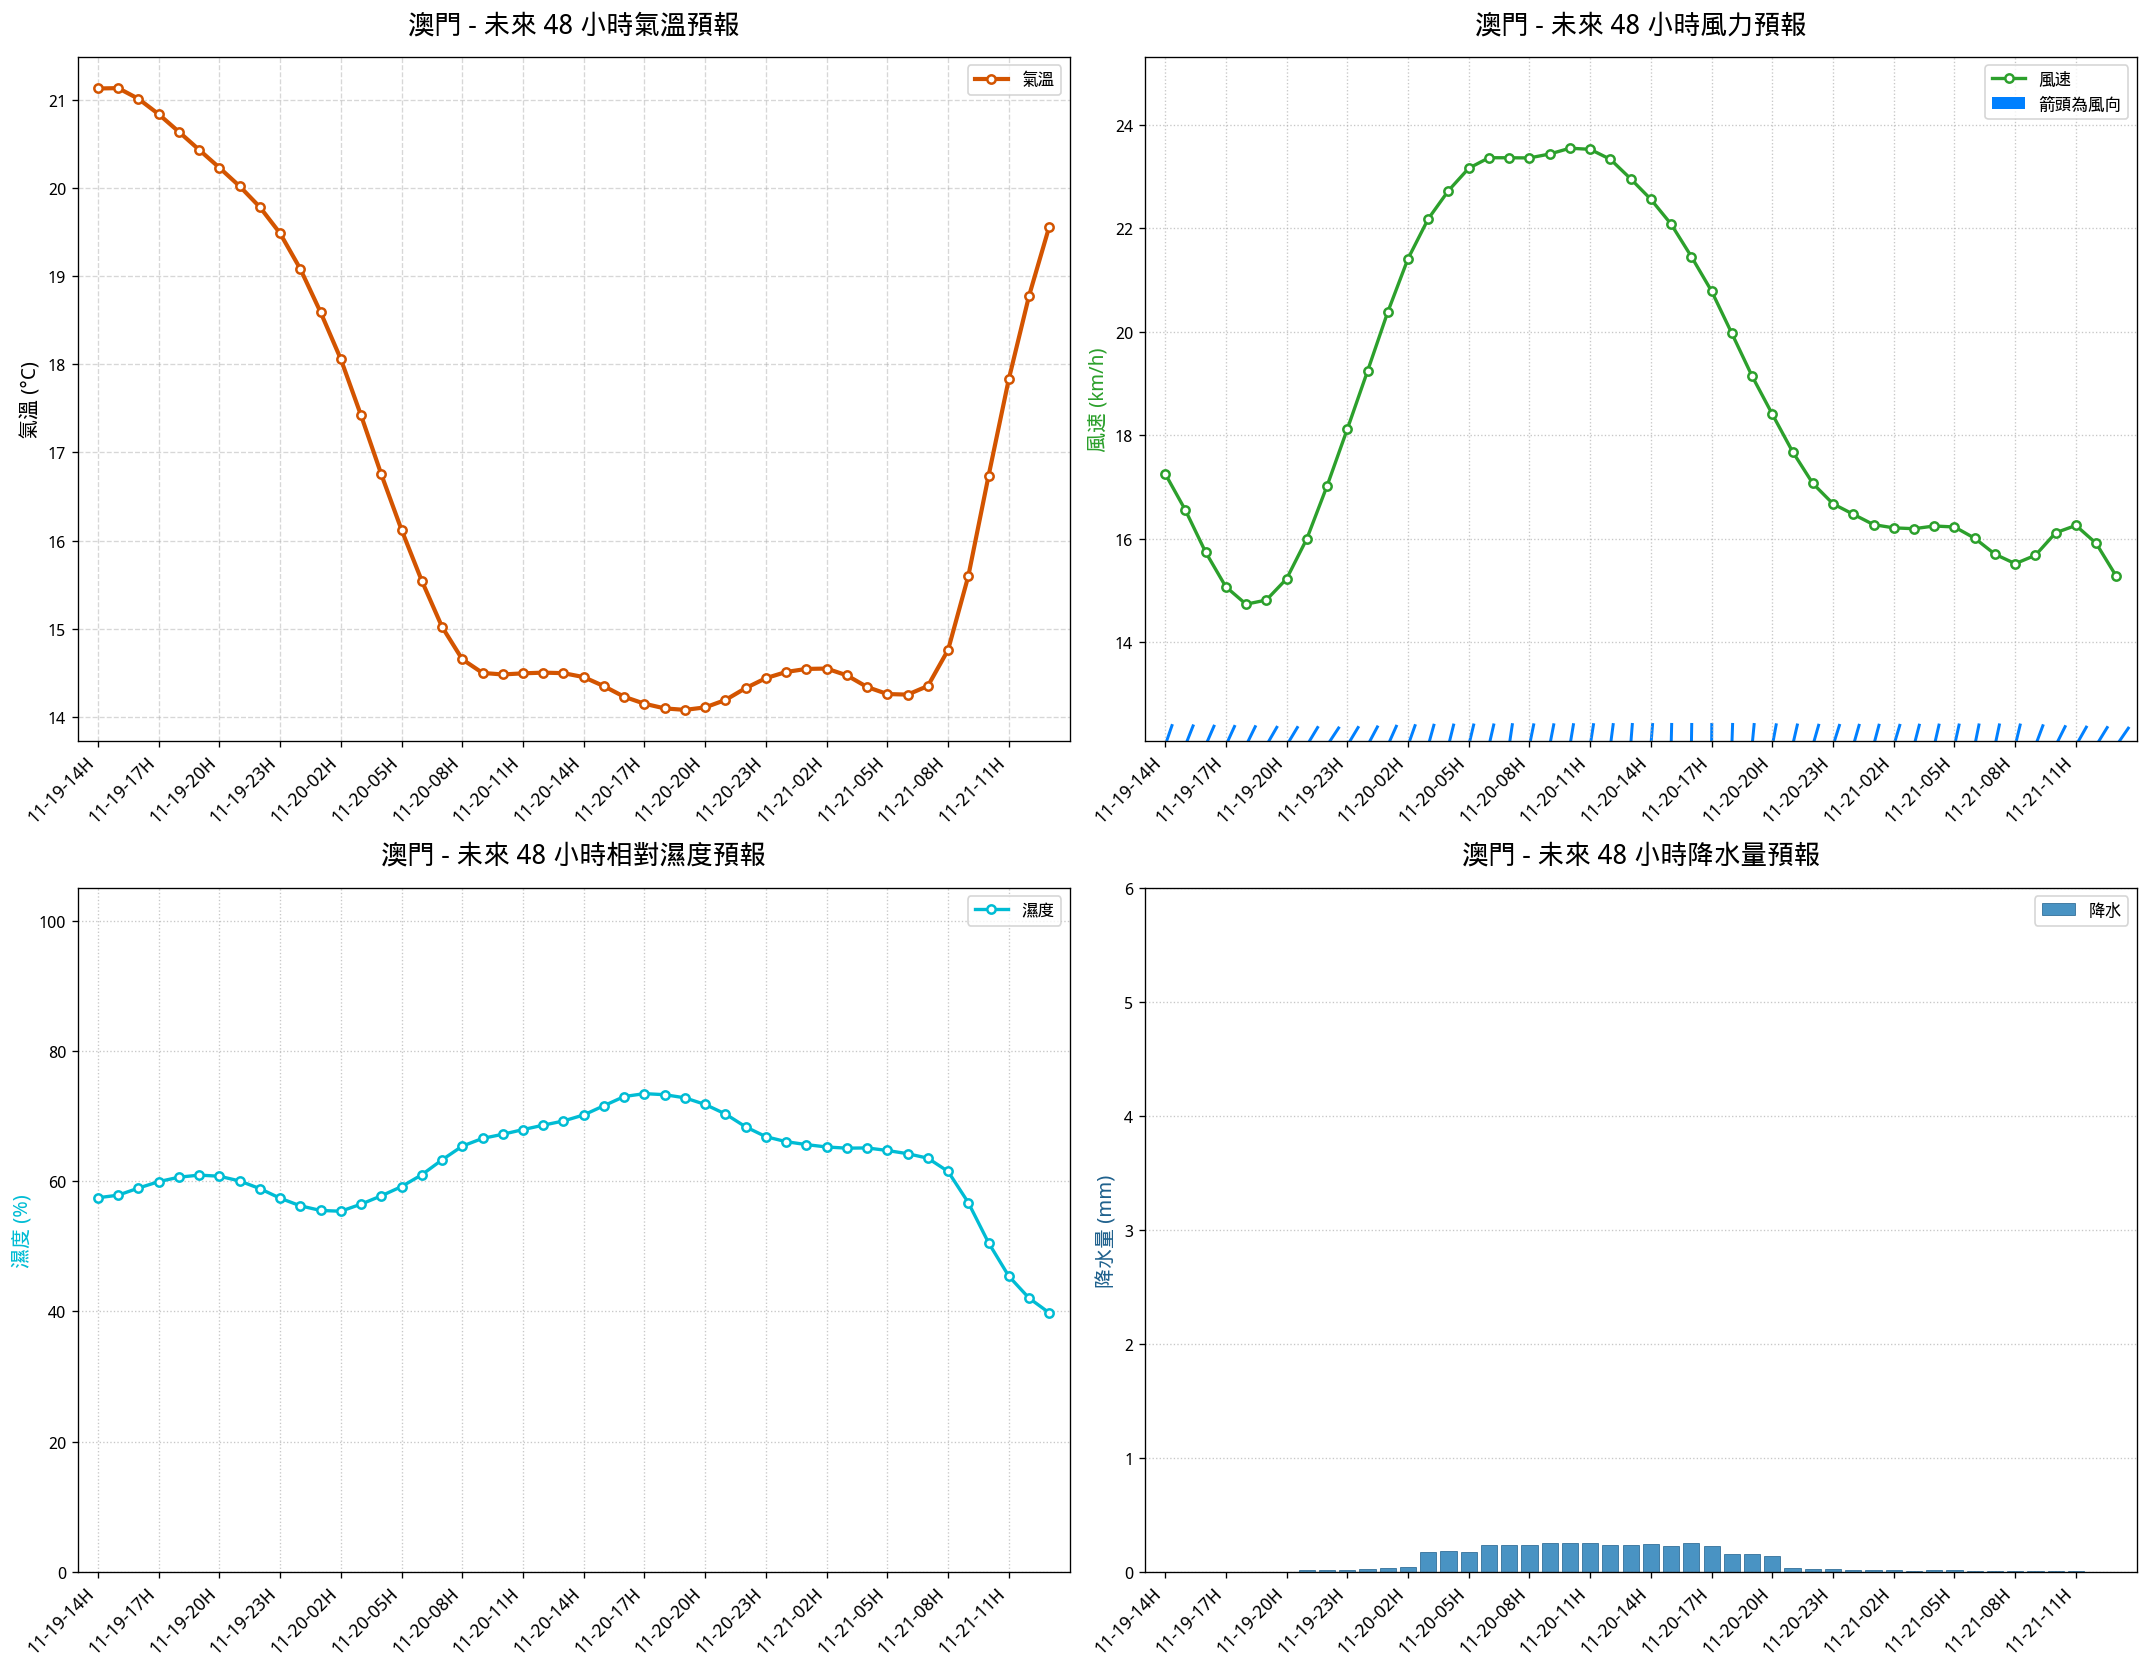 澳門 - 未來 48 小時氣溫預報
氣溫
氣溫 (°C)
21
20
19
18
17
16
15
14
11-19-14H
11-19-17H
11-19-20H
11-19-23H
11-20-02H
11-20-05H
11-20-08H
11-20-11H
11-20-14H
11-20-17H
11-20-20H
11-20-23H
11-21-02H
11-21-05H
11-21-08H
11-21-11H
澳門 - 未來 48 小時風力預報
風速
箭頭為風向
風速 (km/h)
24
22
20
18
16
14
11-19-14H
11-19-17H
11-19-20H
11-19-23H
11-20-02H
11-20-05H
11-20-08H
11-20-11H
11-20-14H
11-20-17H
11-20-20H
11-20-23H
11-21-02H
11-21-05H
11-21-08H
11-21-11H
澳門 - 未來 48 小時相對濕度預報
濕度
濕度 (%)
100
80
60
40
20
0
11-19-14H
11-19-17H
11-19-20H
11-19-23H
11-20-02H
11-20-05H
11-20-08H
11-20-11H
11-20-14H
11-20-17H
11-20-20H
11-20-23H
11-21-02H
11-21-05H
11-21-08H
11-21-11H
澳門 - 未來 48 小時降水量預報
降水
降水量 (mm)
6
5
4
3
2
1
0
11-19-14H
11-19-17H
11-19-20H
11-19-23H
11-20-02H
11-20-05H
11-20-08H
11-20-11H
11-20-14H
11-20-17H
11-20-20H
11-20-23H
11-21-02H
11-21-05H
11-21-08H
11-21-11H